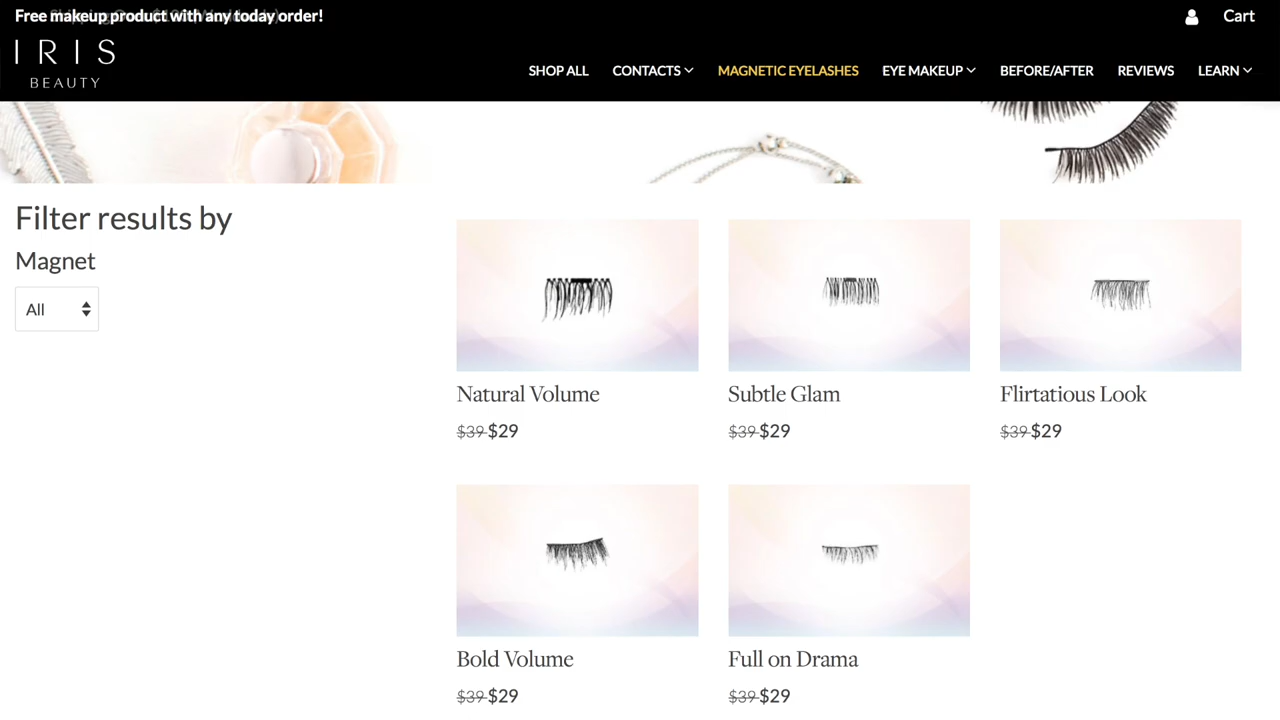 Free makeup product with any today order!
Cart
IRIS
BEAUTY
SHOP ALL CONTACTS MAGNETIC EYELASHES EYE MAKEUP BEFORE/AFTER REVIEWS LEARN
Filter results by
Magnet
All
Natural Volume Subtle Glam Flirtatious Look
$39 $29 $39 $29 $39 $29
Bold Volume Full on Drama
$39 $29 $39 $29